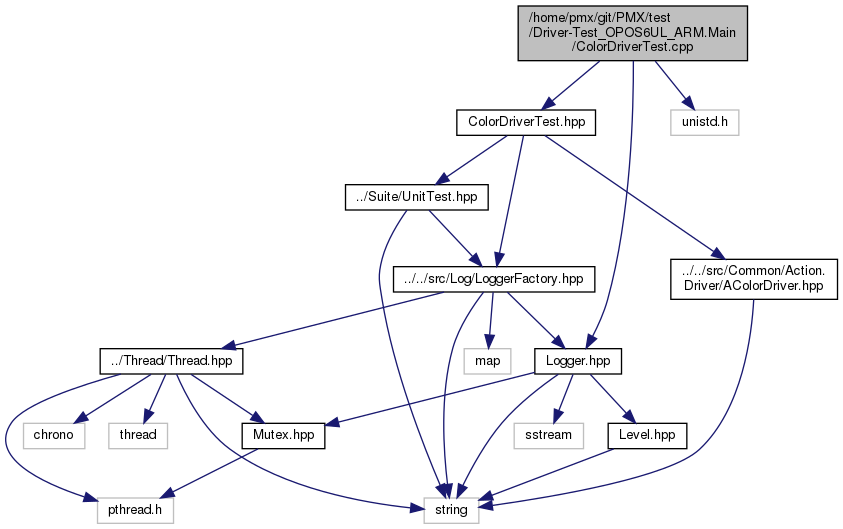 /home/pmx/git/PMX/test
/Driver-Test_OPOS6UL_ARM.Main
/ColorDriverTest.cpp
ColorDriverTest.hpp
unistd.h
../Suite/UnitTest.hpp
../../src/Log/LoggerFactory.hpp
../../src/Common/Action.
Driver/AColorDriver.hpp
../Thread/Thread.hpp
map
Logger.hpp
chrono
thread
Mutex.hpp
sstream
Level.hpp
pthread.h
string